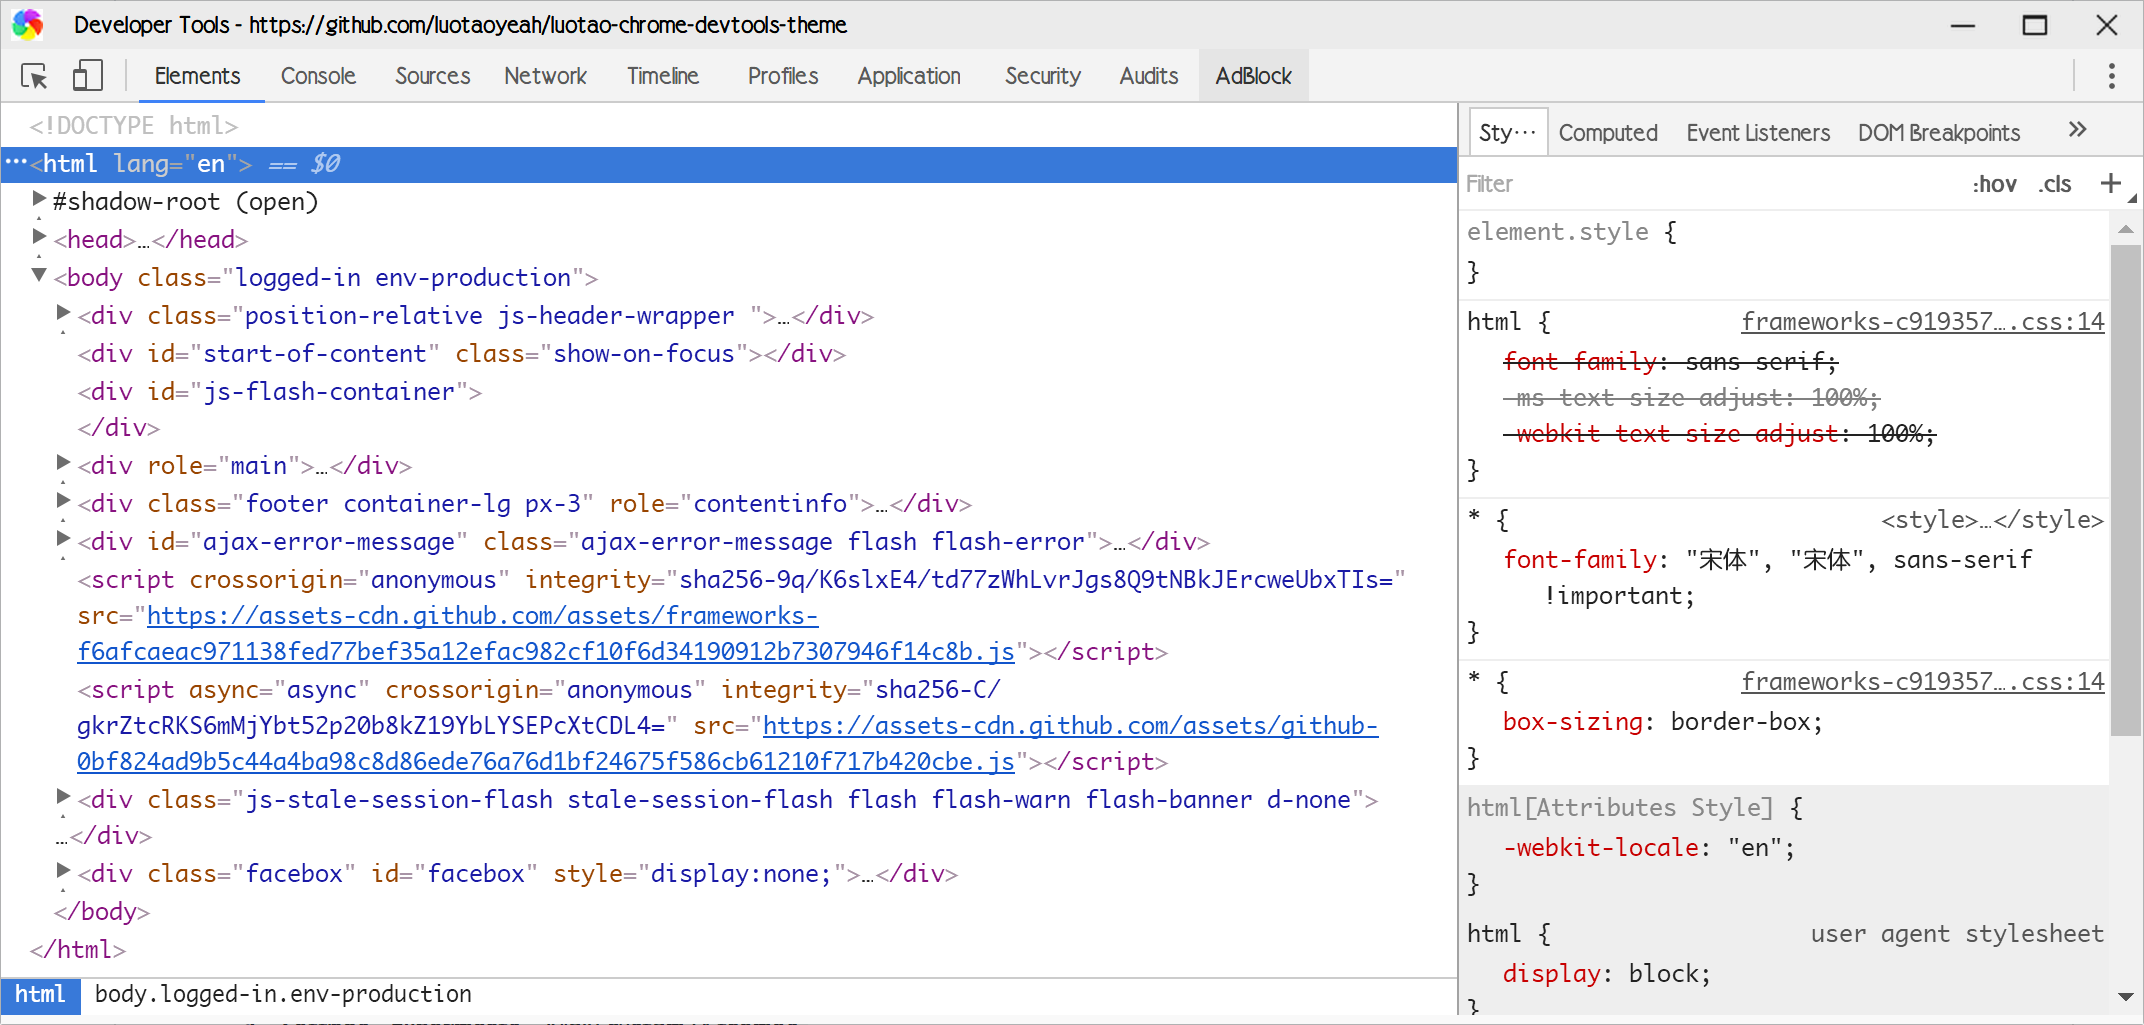 Developer Tools - https://github.com/luotaoyeah/luotao-chrome-devtools-theme
Elements Console Sources Network Timeline Profiles Application Security Audits AdBlock
<!DOCTYPE html>
···<html lang="en"> == $0
#shadow-root (open)
<head>…</head>
<body class="logged-in env-production">
<div class="position-relative js-header-wrapper ">…</div>
<div id="start-of-content" class="show-on-focus"></div>
<div id="js-flash-container">
</div>
<div role="main">…</div>
<div class="footer container-lg px-3" role="contentinfo">…</div>
<div id="ajax-error-message" class="ajax-error-message flash flash-error">…</div>
<script crossorigin="anonymous" integrity="sha256-9q/K6slxE4/td77zWhLvrJgs8Q9tNBkJErcweUbxTIs="
src="https://assets-cdn.github.com/assets/frameworks-
f6afcaeac971138fed77bef35a12efac982cf10f6d34190912b7307946f14c8b.js"></script>
<script async="async" crossorigin="anonymous" integrity="sha256-C/
gkrZtcRKS6mMjYbt52p20b8kZ19YbLYSEPcXtCDL4=" src="https://assets-cdn.github.com/assets/github-
0bf824ad9b5c44a4ba98c8d86ede76a76d1bf24675f586cb61210f717b420cbe.js"></script>
<div class="js-stale-session-flash stale-session-flash flash flash-warn flash-banner d-none">
…</div>
<div class="facebox" id="facebox" style="display:none;">…</div>
</body>
</html>
html body.logged-in.env-production
Sty··· Computed Event Listeners DOM Breakpoints »
Filter :hov .cls +
element.style {
}
html { frameworks-c919357….css:14
font-family: sans-serif;
-ms-text-size-adjust: 100%;
-webkit-text-size-adjust: 100%;
}
* { <style>…</style>
font-family: "宋体", "宋体", sans-serif
!important;
}
* { frameworks-c919357….css:14
box-sizing: border-box;
}
html[Attributes Style] {
-webkit-locale: "en";
}
html { user agent stylesheet
display: block;
}